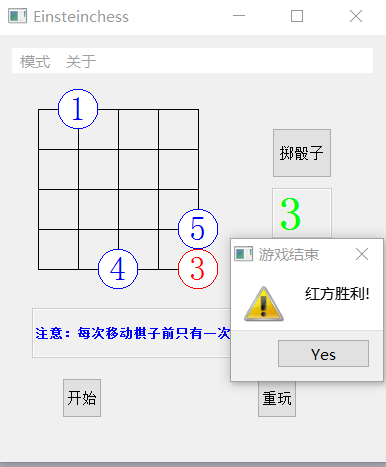 Einsteinchess
模式 关于
1
掷骰子
3
5
4 3
游戏结束
红方胜利!
Yes
注意：每次移动棋子前只有一次
开始
重玩